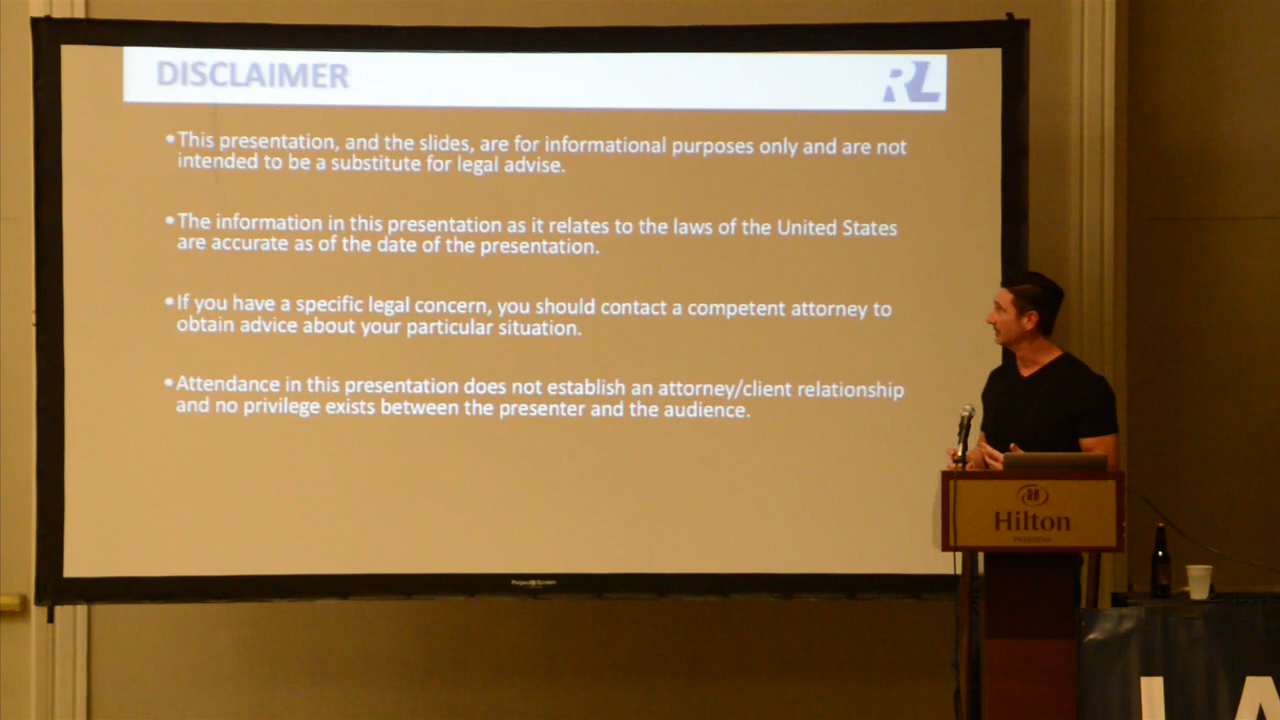 DISCLAIMER
RL
•This presentation, and the slides, are for informational purposes only and are not
intended to be a substitute for legal advise.
•The information in this presentation as it relates to the laws of the United States
are accurate as of the date of the presentation.
•If you have a specific legal concern, you should contact a competent attorney to
obtain advice about your particular situation.
•Attendance in this presentation does not establish an attorney/client relationship
and no privilege exists between the presenter and the audience.
H
Hilton
PASADENA
LA